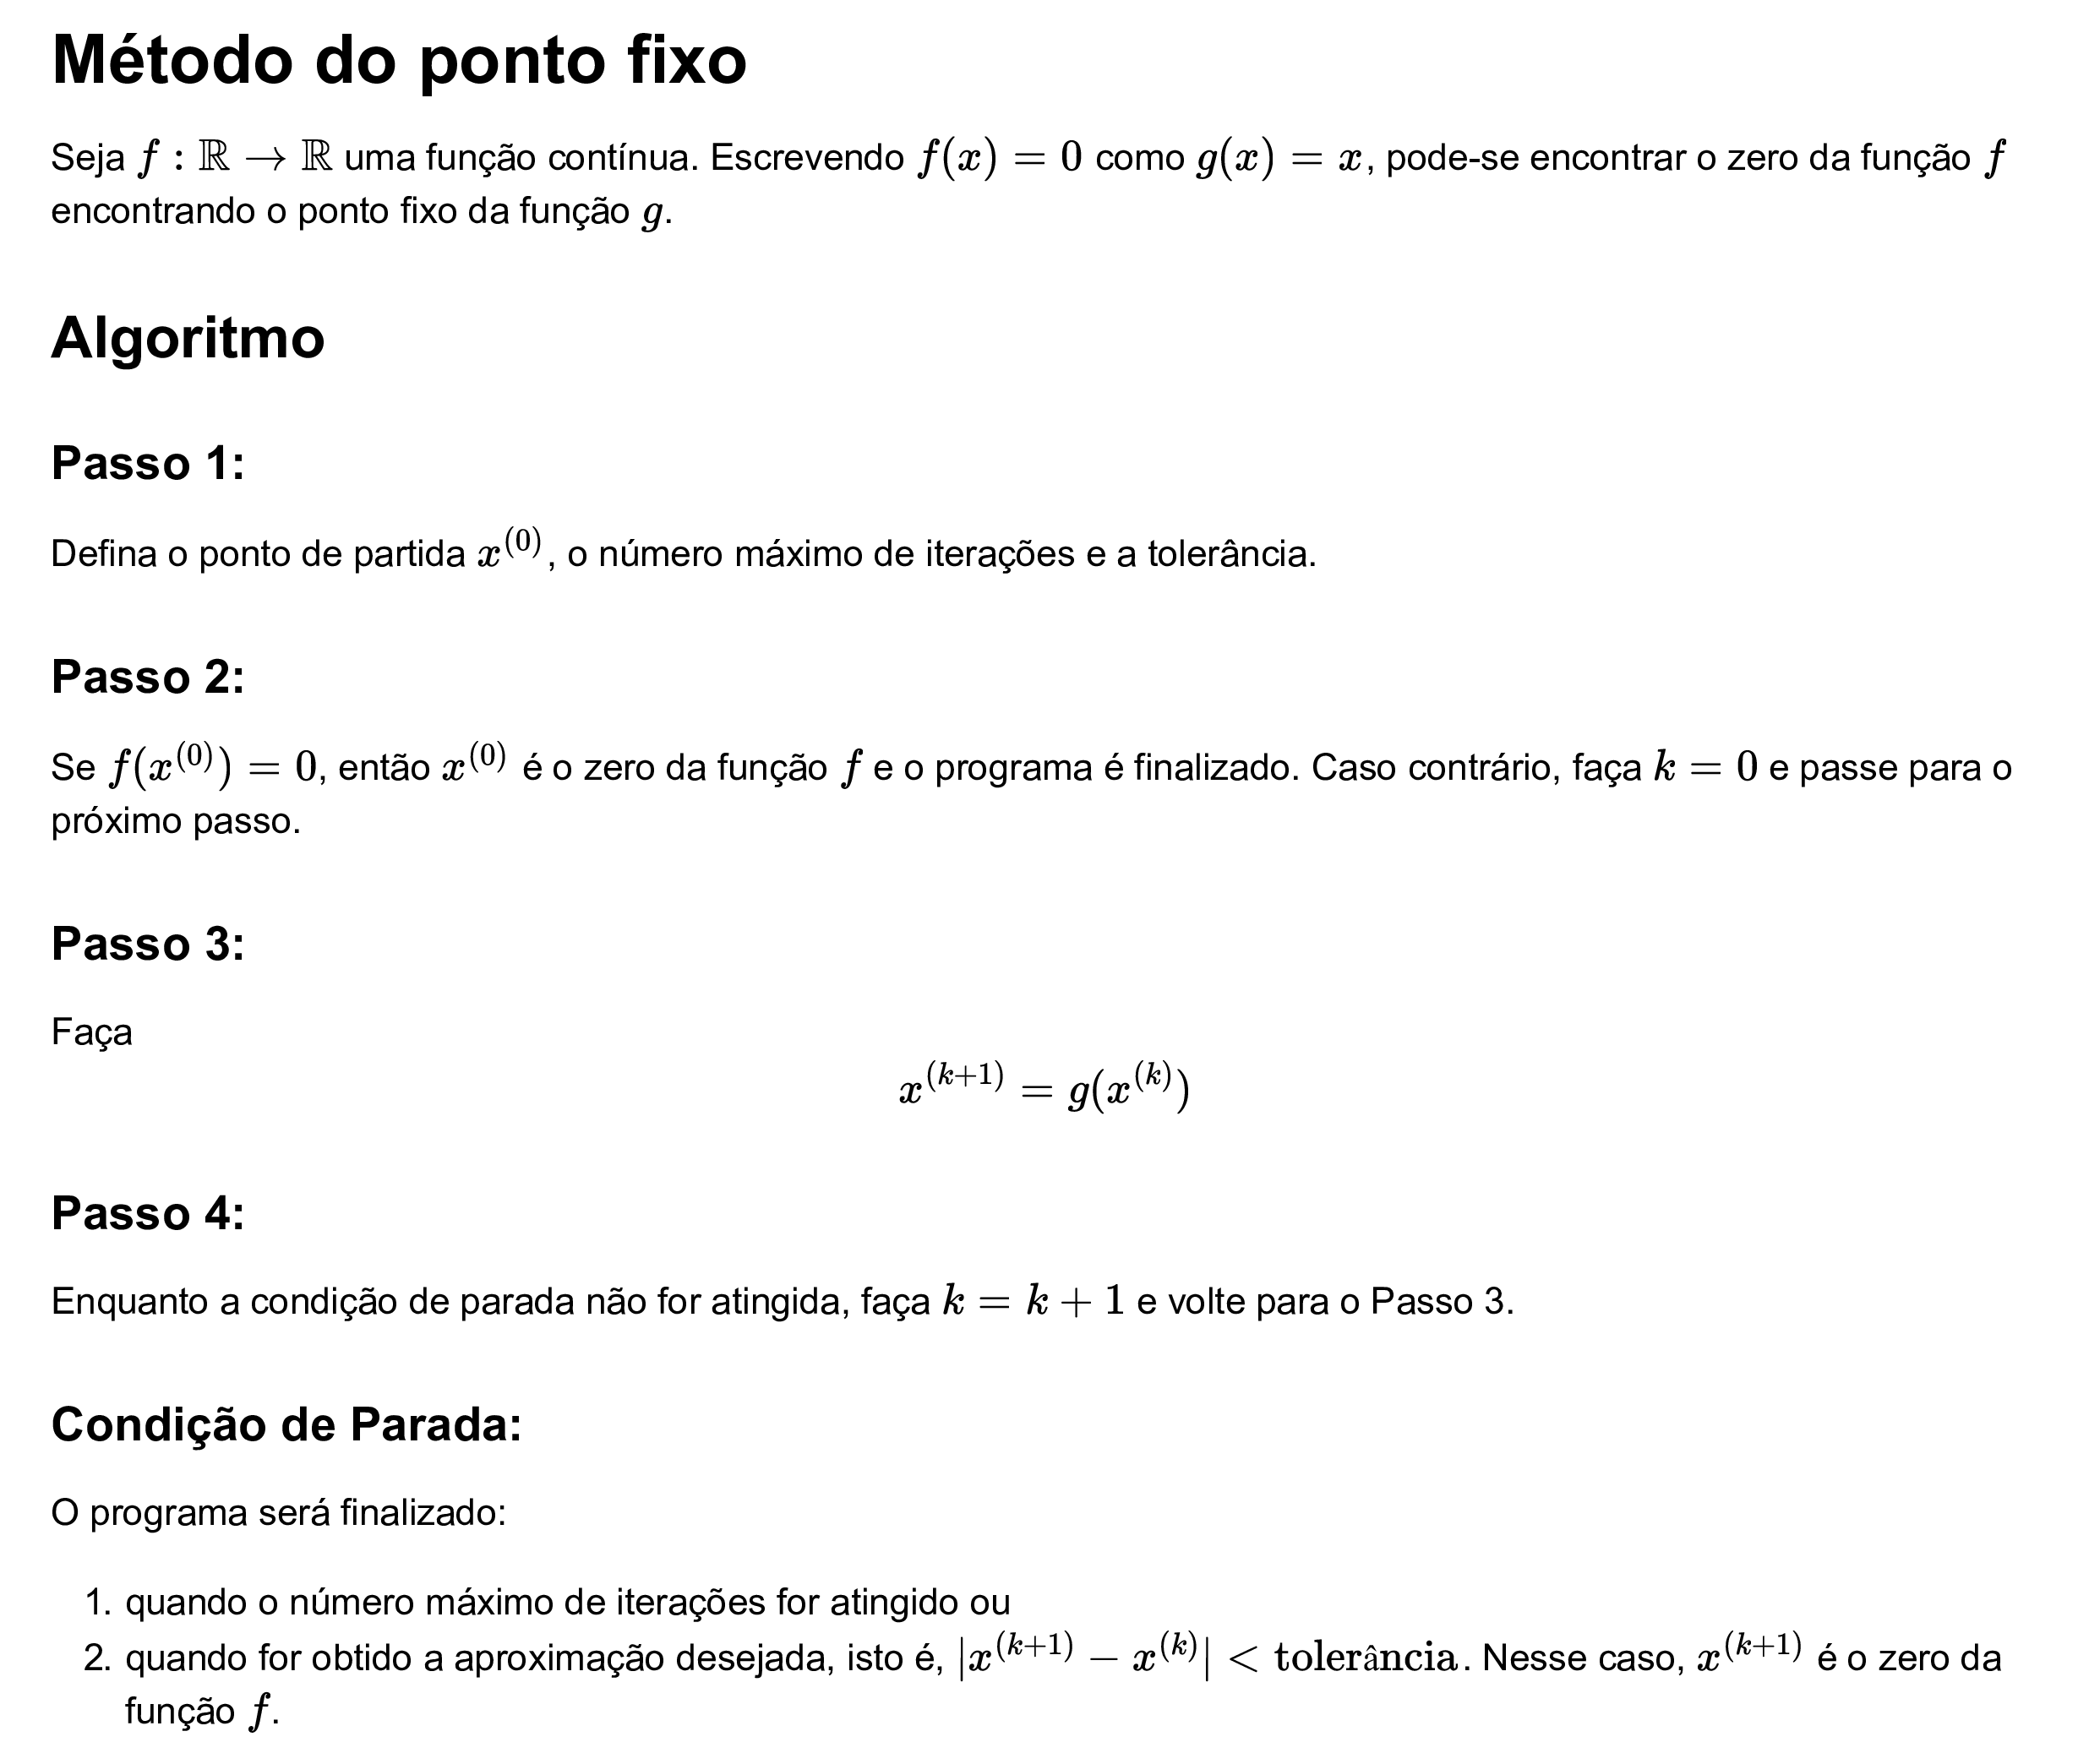 Método do ponto fixo
Seja f : ℝ → ℝ uma função contínua. Escrevendo f(x) = 0 como g(x) = x, pode-se encontrar o zero da função f
encontrando o ponto fixo da função g.
Algoritmo
Passo 1:
Defina o ponto de partida x^(0), o número máximo de iterações e a tolerância.
Passo 2:
Se f(x^(0)) = 0, então x^(0) é o zero da função f e o programa é finalizado. Caso contrário, faça k = 0 e passe para o
próximo passo.
Passo 3:
Faça
x^(k+1) = g(x^(k))
Passo 4:
Enquanto a condição de parada não for atingida, faça k = k + 1 e volte para o Passo 3.
Condição de Parada:
O programa será finalizado:
1. quando o número máximo de iterações for atingido ou
2. quando for obtido a aproximação desejada, isto é, |x^(k+1) − x^(k)| < tolerância. Nesse caso, x^(k+1) é o zero da
função f.